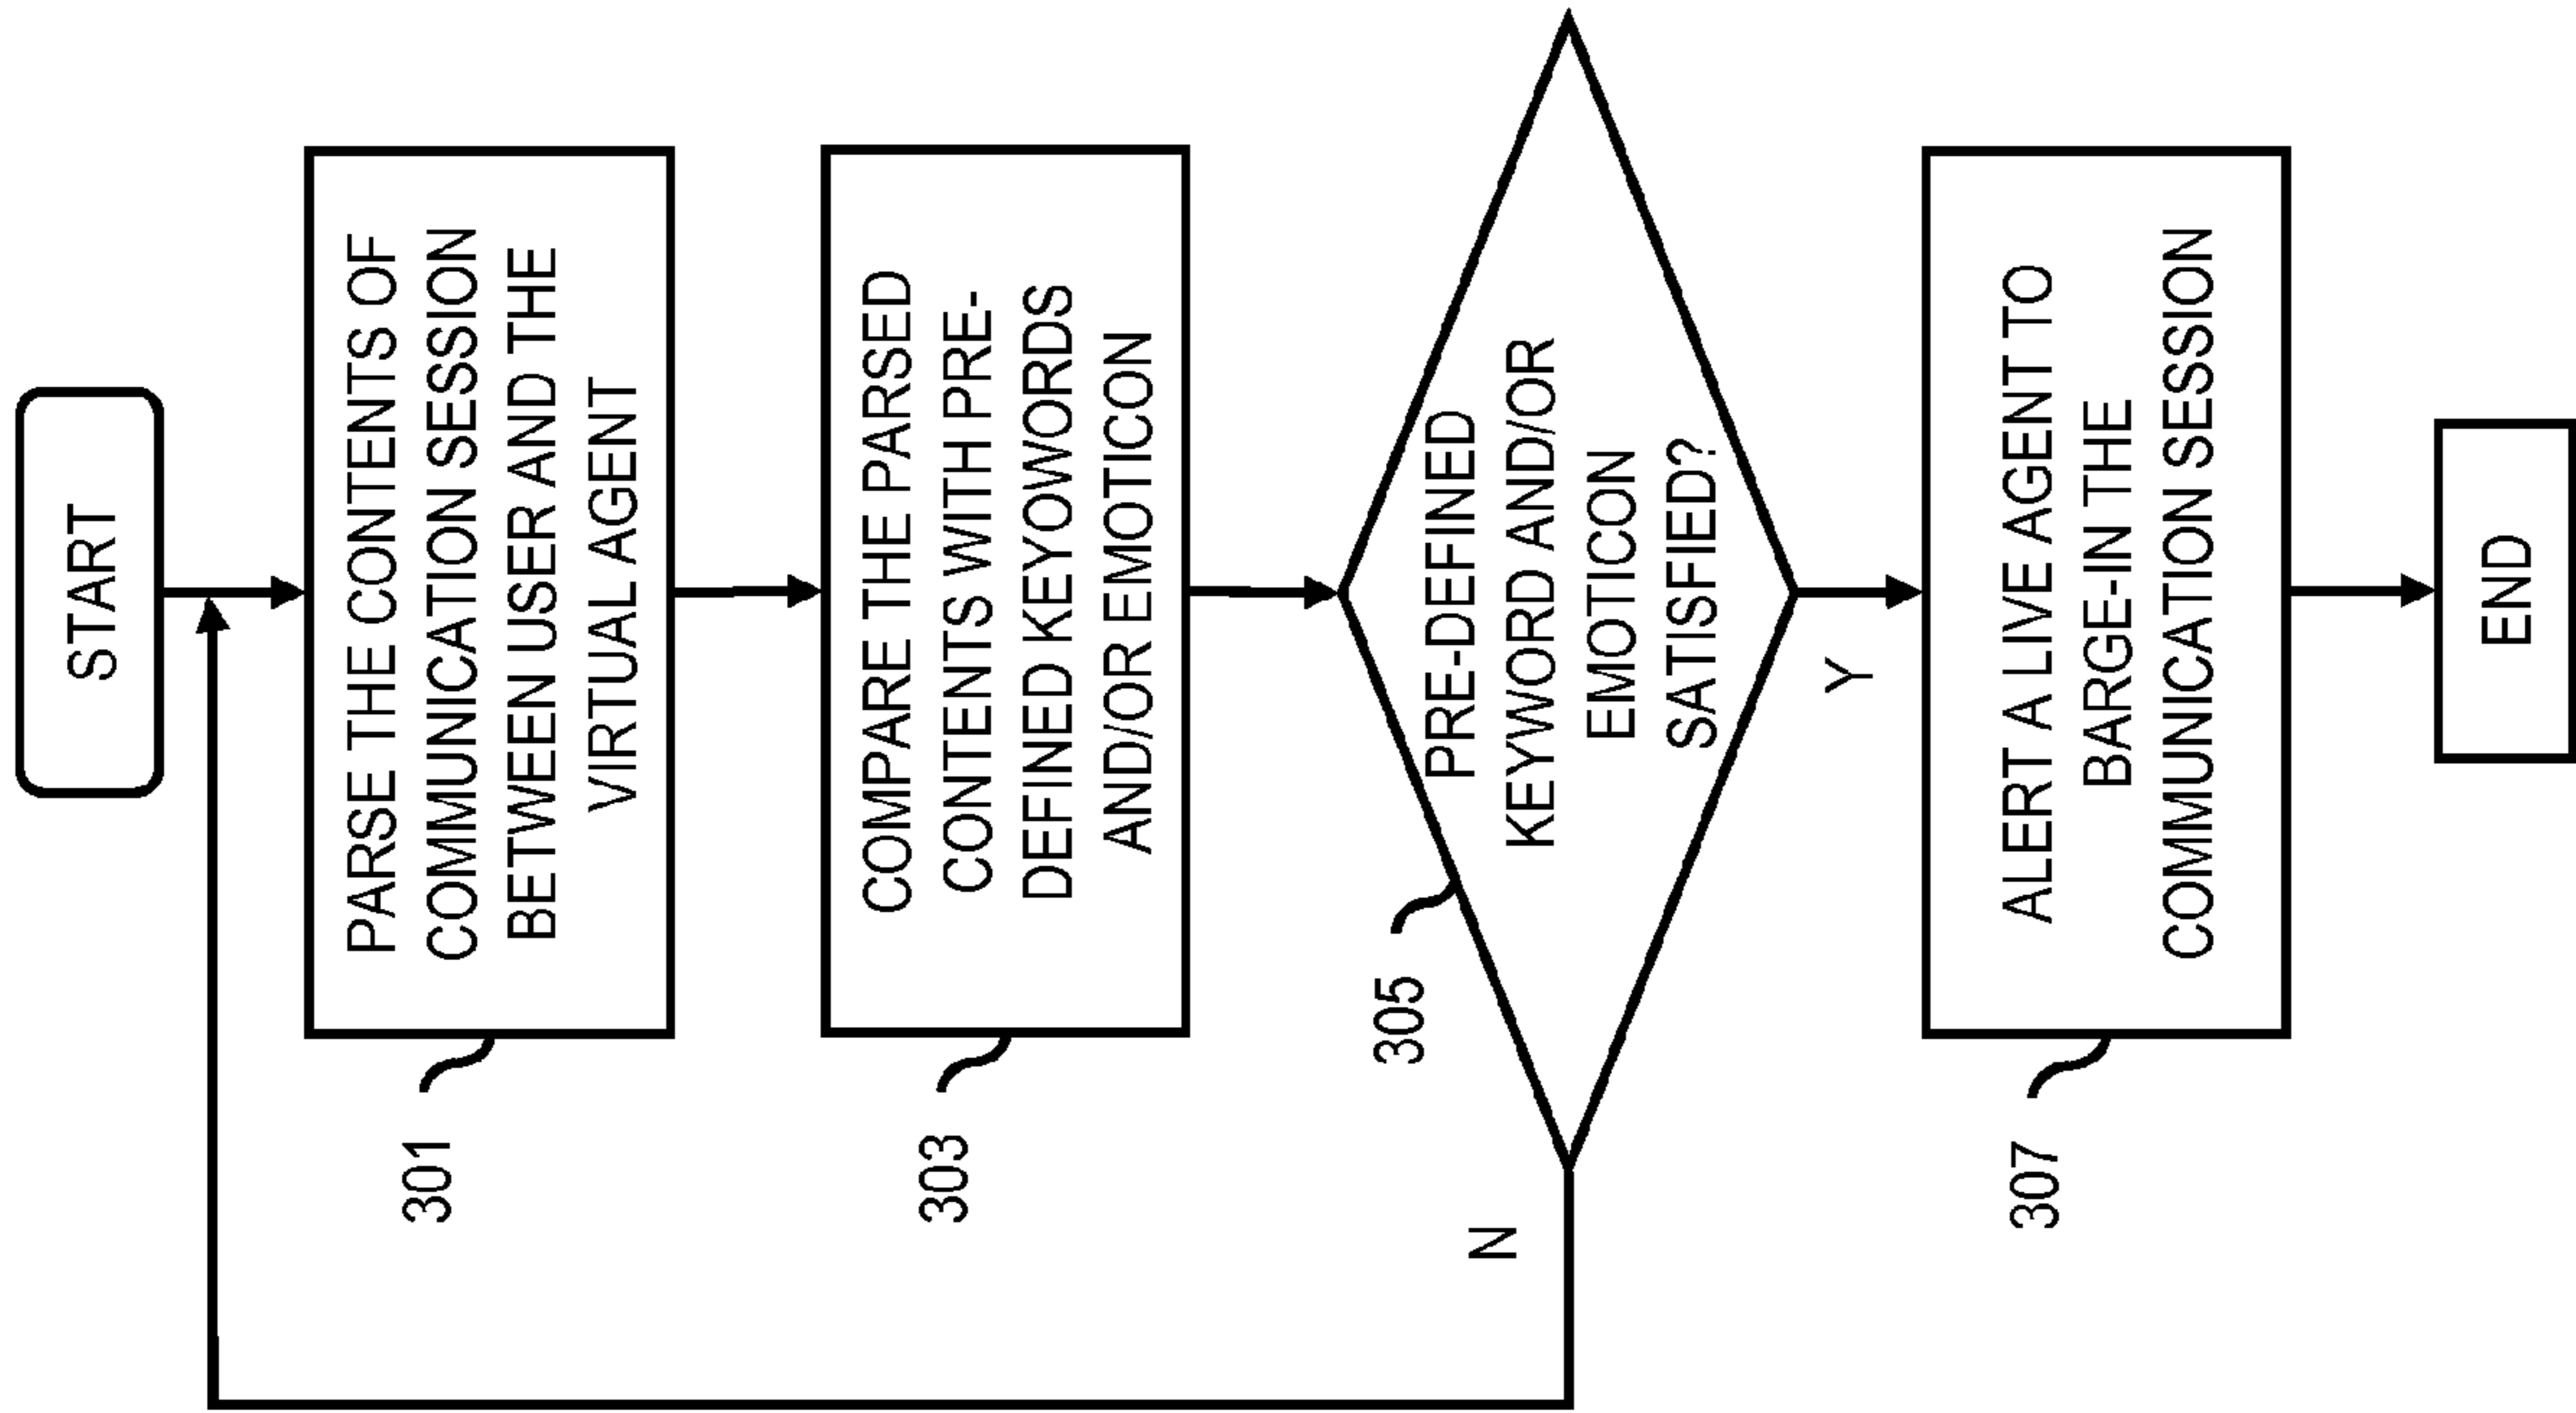 START
PARSE THE CONTENTS OF
COMMUNICATION SESSION
BETWEEN USER AND THE
VIRTUAL AGENT
301
COMPARE THE PARSED
CONTENTS WITH PRE-
DEFINED KEYOWORDS
AND/OR EMOTICON
303
PRE-DEFINED
KEYWORD AND/OR
EMOTICON
SATISFIED?
305
N
Y
ALERT A LIVE AGENT TO
BARGE-IN THE
COMMUNICATION SESSION
307
END